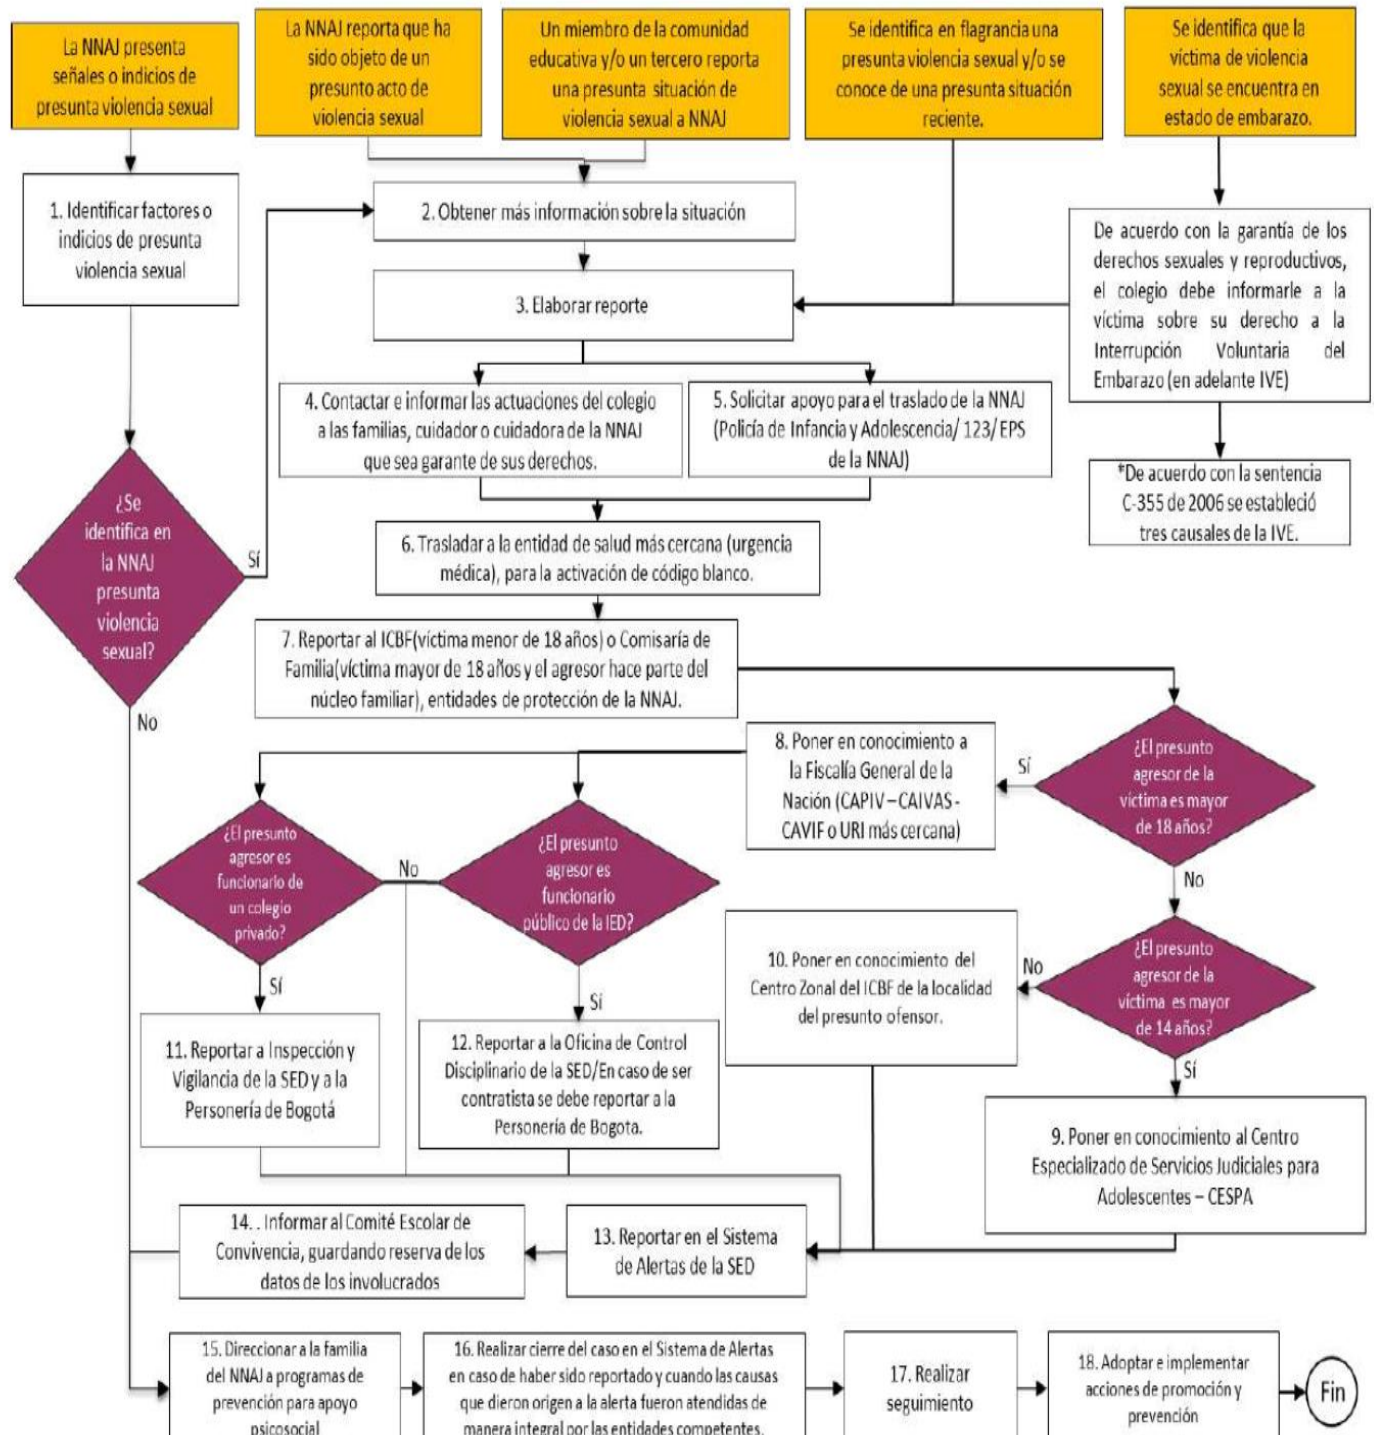 La NNAJ presenta
señales o indicios de
presunta violencia sexual
La NNAJ reporta que ha
sido objeto de un
presunto acto de
violencia sexual
Un miembro de la comunidad
educativa y/o un tercero reporta
una presunta situación de
violencia sexual a NNAJ
Se identifica en flagrancia una
presunta violencia sexual y/o se
conoce de una presunta situación
reciente.
Se identifica que la
víctima de violencia
sexual se encuentra en
estado de embarazo.
1. Identificar factores o
indicios de presunta
violencia sexual
2. Obtener más información sobre la situación
De acuerdo con la garantía de los
derechos sexuales y reproductivos,
el colegio debe informarle a la
víctima sobre su derecho a la
Interrupción Voluntaria del
Embarazo (en adelante IVE)
3. Elaborar reporte
4. Contactar e informar las actuaciones del colegio
a las familias, cuidador o cuidadora de la NNAJ
que sea garante de sus derechos.
5. Solicitar apoyo para el traslado de la NNAJ
(Policía de Infancia y Adolescencia/ 123/ EPS
de la NNAJ)
*De acuerdo con la sentencia
C-355 de 2006 se estableció
tres causales de la IVE.
¿Se
identifica en
la NNAJ
presunta
violencia
sexual?
Sí
No
6. Trasladar a la entidad de salud más cercana (urgencia
médica), para la activación de código blanco.
7. Reportar al ICBF(víctima menor de 18 años) o Comisaría de
Familia(víctima mayor de 18 años y el agresor hace parte del
núcleo familiar), entidades de protección de la NNAJ.
8. Poner en conocimiento a
la Fiscalía General de la
Nación (CAPIV – CAIVAS -
CAVIF o URI más cercana)
Sí
¿El presunto
agresor de la
víctima es mayor
de 18 años?
No
¿El presunto
agresor es
funcionario de
un colegio
privado?
No
¿El presunto
agresor es
funcionario
público de la IED?
Sí
Sí
10. Poner en conocimiento del
Centro Zonal del ICBF de la localidad
del presunto ofensor.
No
¿El presunto
agresor de la
víctima es mayor
de 14 años?
Sí
11. Reportar a Inspección y
Vigilancia de la SED y a la
Personería de Bogotá
12. Reportar a la Oficina de Control
Disciplinario de la SED/En caso de ser
contratista se debe reportar a la
Personería de Bogota.
9. Poner en conocimiento al Centro
Especializado de Servicios Judiciales para
Adolescentes – CESPA
14. . Informar al Comité Escolar de
Convivencia, guardando reserva de los
datos de los involucrados
13. Reportar en el Sistema
de Alertas de la SED
15. Direccionar a la familia
del NNAJ a programas de
prevención para apoyo
psicosocial
16. Realizar cierre del caso en el Sistema de Alertas
en caso de haber sido reportado y cuando las causas
que dieron origen a la alerta fueron atendidas de
manera integral por las entidades competentes.
17. Realizar
seguimiento
18. Adoptar e implementar
acciones de promoción y
prevención
Fin